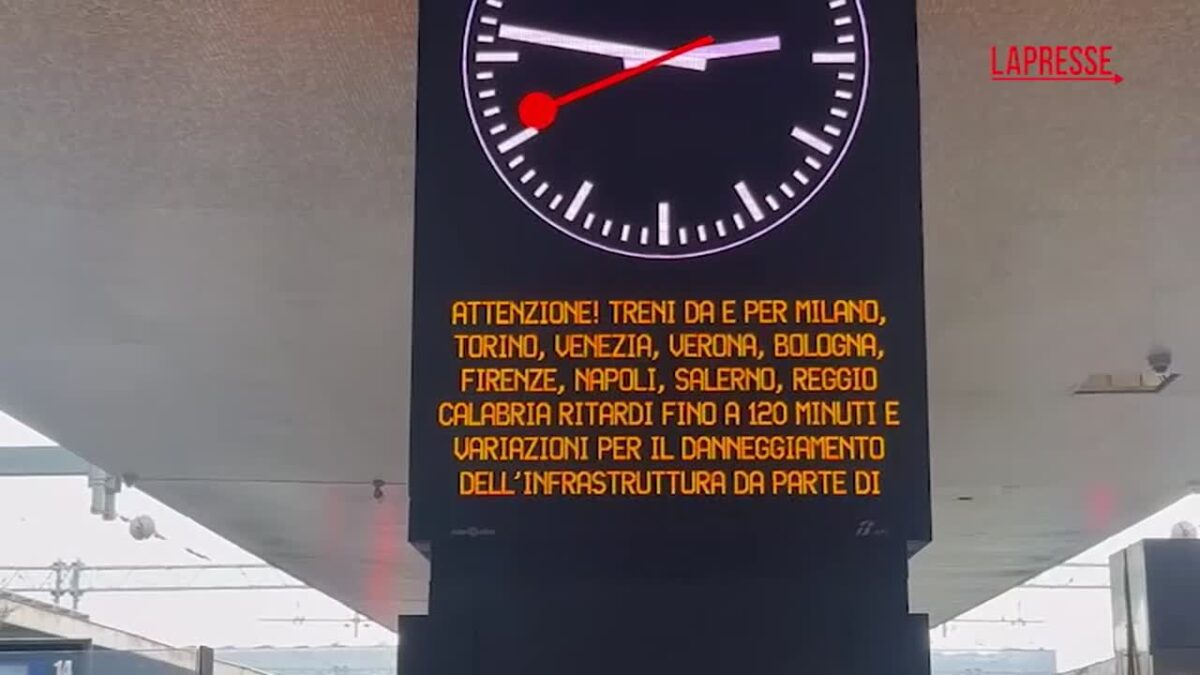 LAPRESSE
ATTENZIONE! TRENI DA E PER MILANO,
TORINO, VENEZIA, VERONA, BOLOGNA,
FIRENZE, NAPOLI, SALERNO, REGGIO
CALABRIA RITARDI FINO A 120 MINUTI E
VARIAZIONI PER IL DANNEGGIAMENTO
DELL'INFRASTRUTTURA DA PARTE DI
14